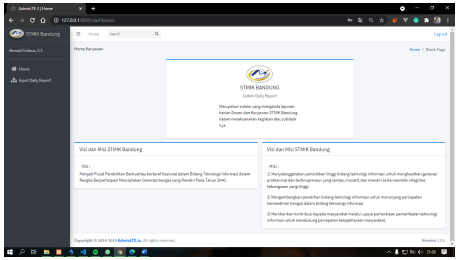 AdminLTE 3 | Home
127.0.0.1:8000/dashboard
STMIK Bandung
Home
Search
Log out
Ahmad Firdaus, S.T.
Home Karyawan
Home / Blank Page
Home
Input Daily Report
STMIK BANDUNG
Sistem Daily Report
Merupakan sistem yang mengelola laporan
harian Dosen dan Karyawan STMIK Bandung
dalam melaksanakan kegiatan atau jobdesk
nya
Visi dan Misi STMIK Bandung
Visi :
Menjadi Pusat Pendidikan Berkualitas bertaraf Nasional dalam Bidang Teknologi Informasi dalam
Rangka Berpartisipasi Menciptakan Generasi bangsa yang Mandiri Pada Tahun 2040.
Visi dan Misi STMIK Bandung
Misi :
1) Menyelenggarakan pendidikan tinggi bidang teknologi informasi untuk menghasilkan generasi
profesional dan technopreneur yang cerdas, inovatif, dan mandiri serta memiliki integritas
kebangsaan yang tinggi
2) Mengembangkan penelitian bidang teknologi informasi untuk menunjang percepatan
kemandirian bangsa dalam bidang teknologi informasi
3) Memberikan kontribusi kepada masyarakat melalui upaya pemerataan pemanfaatan teknologi
informasi untuk mendukung percepatan kesejahteraan masyarakat.
Copyright © 2014-2019 AdminLTE.io. All rights reserved.
Version 3.0.5
21:26